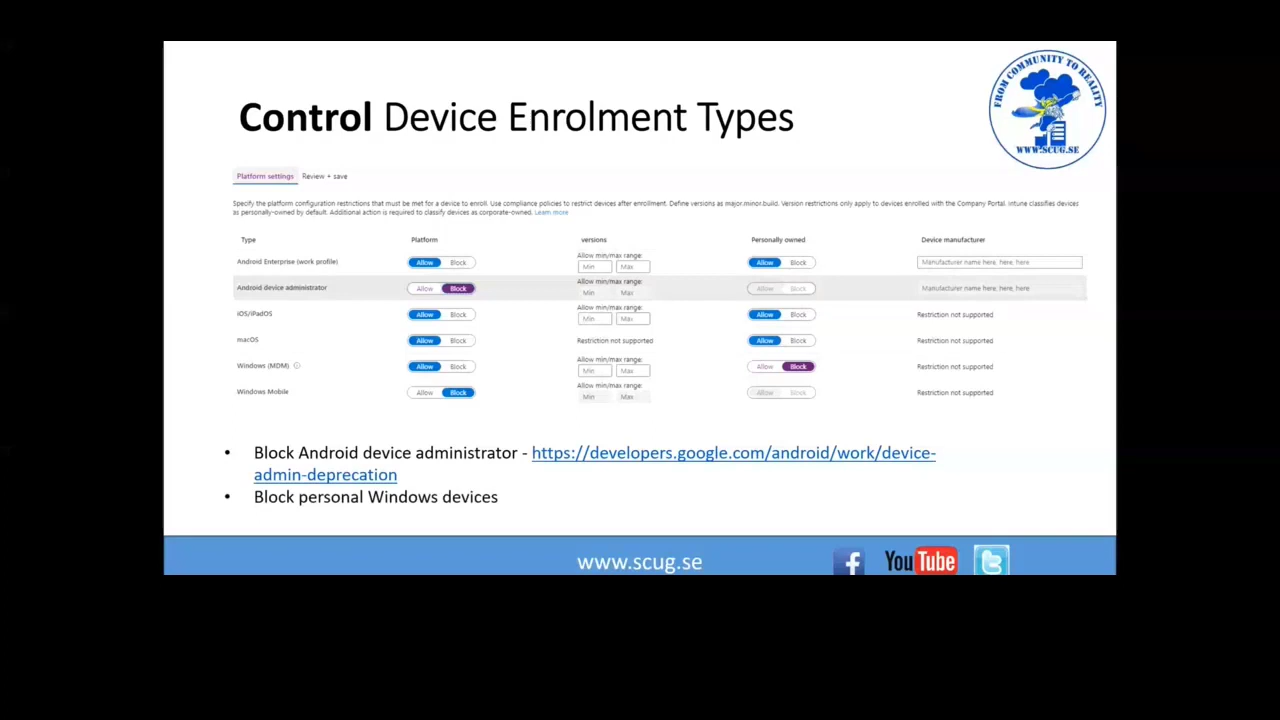 FROM COMMUNITY TO REALITY
WWW.SCUG.SE
Control Device Enrolment Types
Platform settings Review + save
Specify the platform configuration restrictions that must be met for a device to enroll. Use compliance policies to restrict devices after enrollment. Define versions as major.minor.build. Version restrictions only apply to devices enrolled with the Company Portal. Intune classifies devices
as personally-owned by default. Additional action is required to classify devices as corporate-owned. Learn more
Type Platform versions Personally owned Device manufacturer
Android Enterprise (work profile) Allow Block Allow min/max range: Min Max Allow Block Manufacturer name here, here, here
Android device administrator Allow Block Allow min/max range: Min Max Allow Block Manufacturer name here, here, here
iOS/iPadOS Allow Block Allow min/max range: Min Max Allow Block Restriction not supported
macOS Allow Block Restriction not supported Allow Block Restriction not supported
Windows (MDM) Allow Block Allow min/max range: Min Max Allow Block Restriction not supported
Windows Mobile Allow Block Allow min/max range: Min Max Allow Block Restriction not supported
• Block Android device administrator - https://developers.google.com/android/work/device-
admin-deprecation
• Block personal Windows devices
www.scug.se
f YouTube